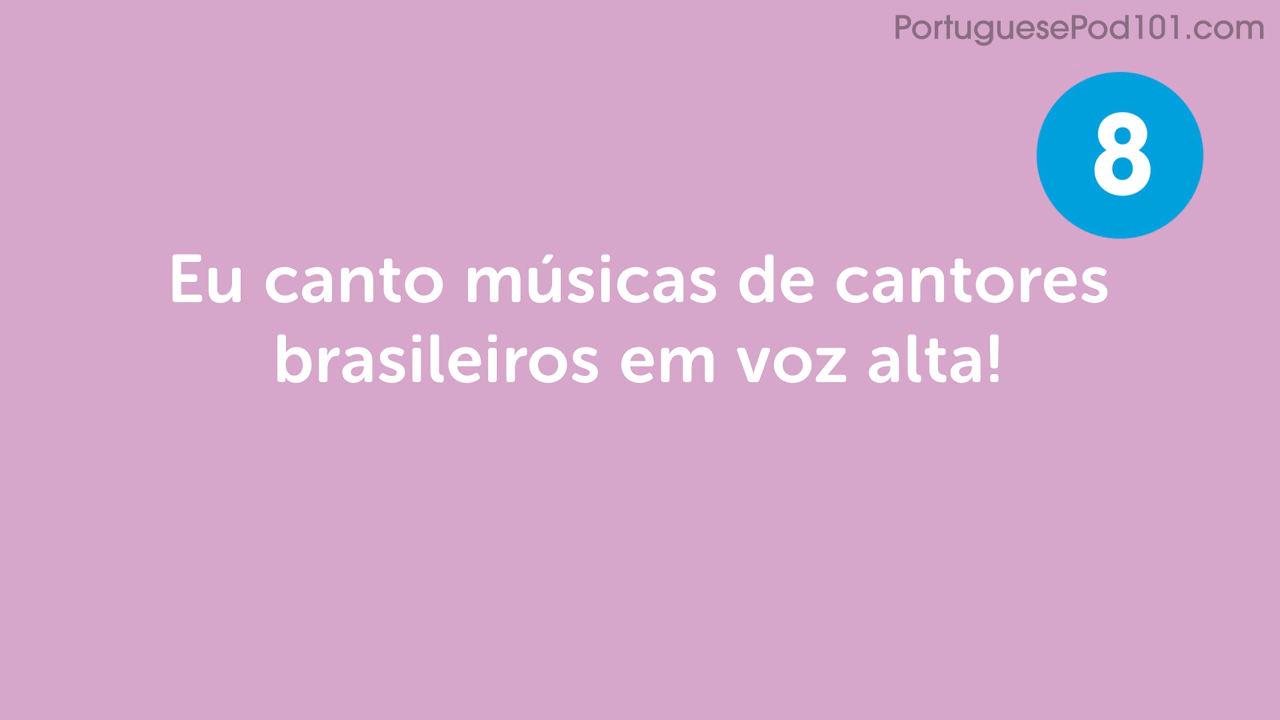 PortuguesePod101.com
8
Eu canto músicas de cantores
brasileiros em voz alta!